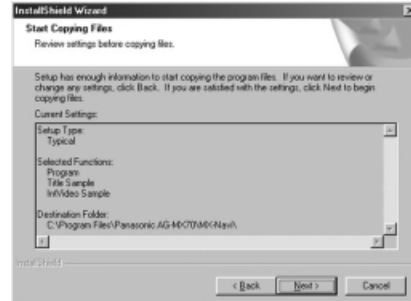 InstallShield Wizard
Start Copying Files
Review settings before copying files.
Setup has enough information to start copying the program files. If you want to review or
change any settings, click Back. If you are satisfied with the settings, click Next to begin
copying files.
Current Settings:
Setup Type:
Typical
Selected Functions:
Program
Title Sample
IntVideo Sample
Destination Folder:
C:\Program Files\Panasonic AG-MX70\MX-Navi\
InstallShield
< Back
Next >
Cancel